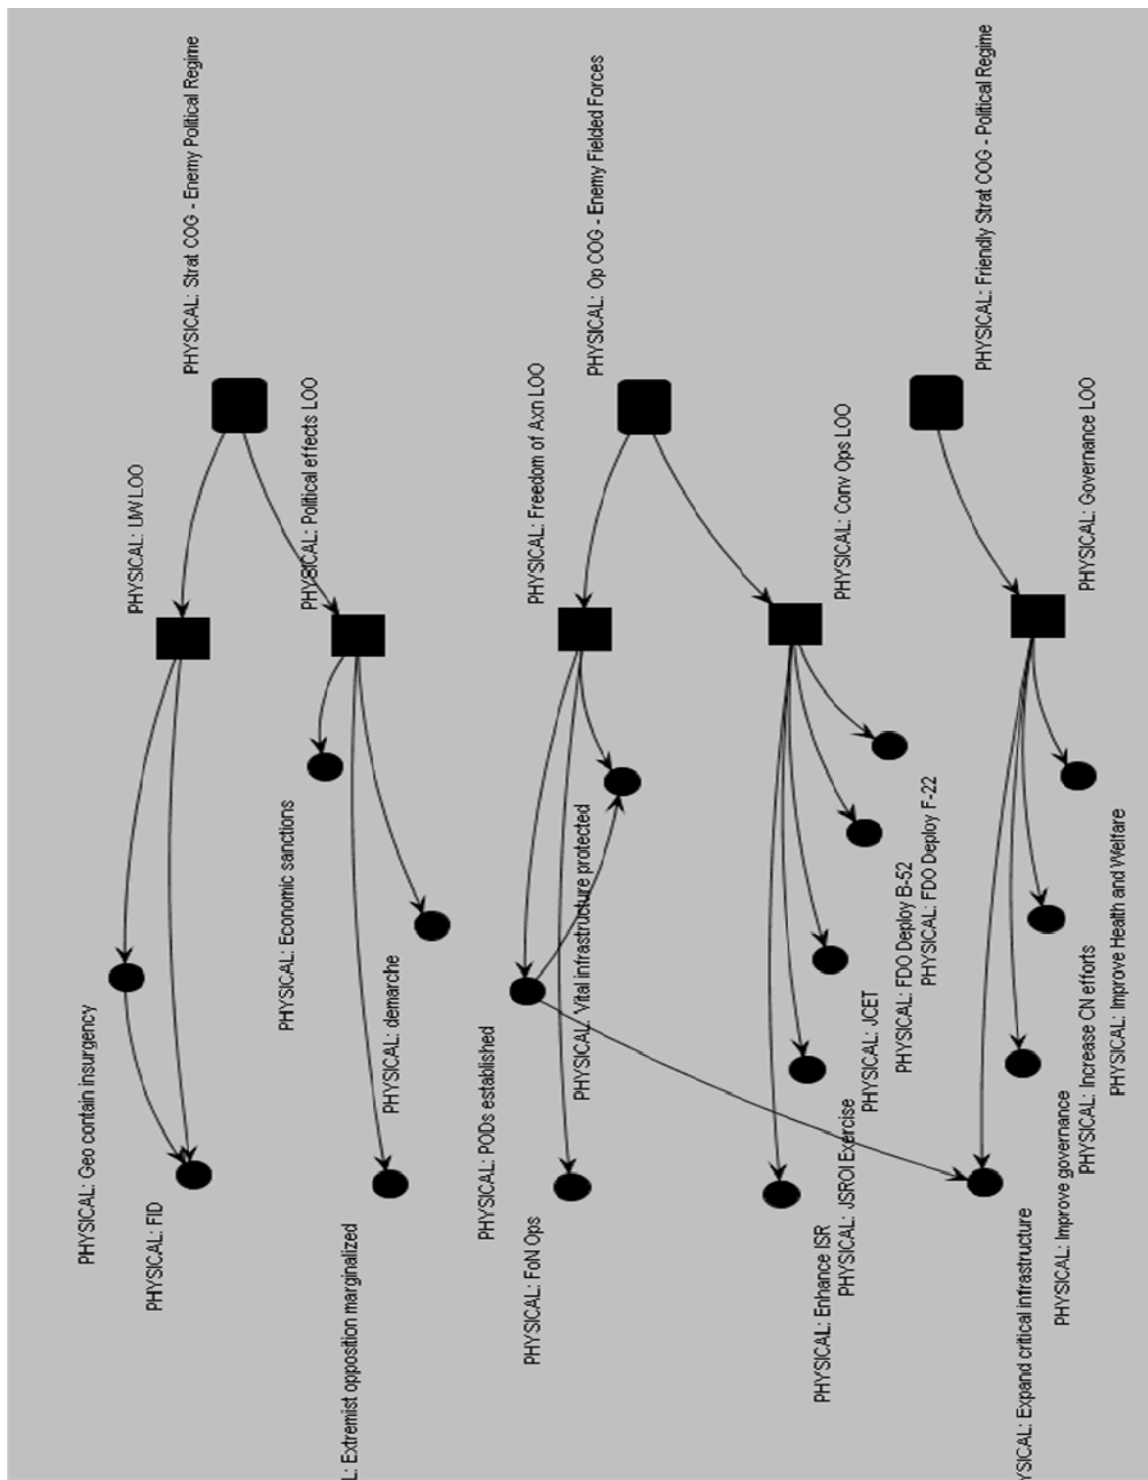 PHYSICAL: Strat COG - Enemy Political Regime
PHYSICAL: UW LOO
PHYSICAL: Political effects LOO
PHYSICAL: Geo contain insurgency
PHYSICAL: FID
PHYSICAL: Economic sanctions
PHYSICAL: demarche
L: Extremist opposition marginalized
PHYSICAL: Op COG - Enemy Fielded Forces
PHYSICAL: Freedom of Axn LOO
PHYSICAL: Conv Ops LOO
PHYSICAL: PODs established
PHYSICAL: FoN Ops
PHYSICAL: Vital infrastructure protected
PHYSICAL: Enhance ISR
PHYSICAL: JSROI Exercise
PHYSICAL: JCET
PHYSICAL: FDO Deploy B-52
PHYSICAL: FDO Deploy F-22
PHYSICAL: Friendly Strat COG - Political Regime
PHYSICAL: Governance LOO
YSICAL: Expand critical infrastructure
PHYSICAL: Improve governance
PHYSICAL: Increase CN efforts
PHYSICAL: Improve Health and Welfare